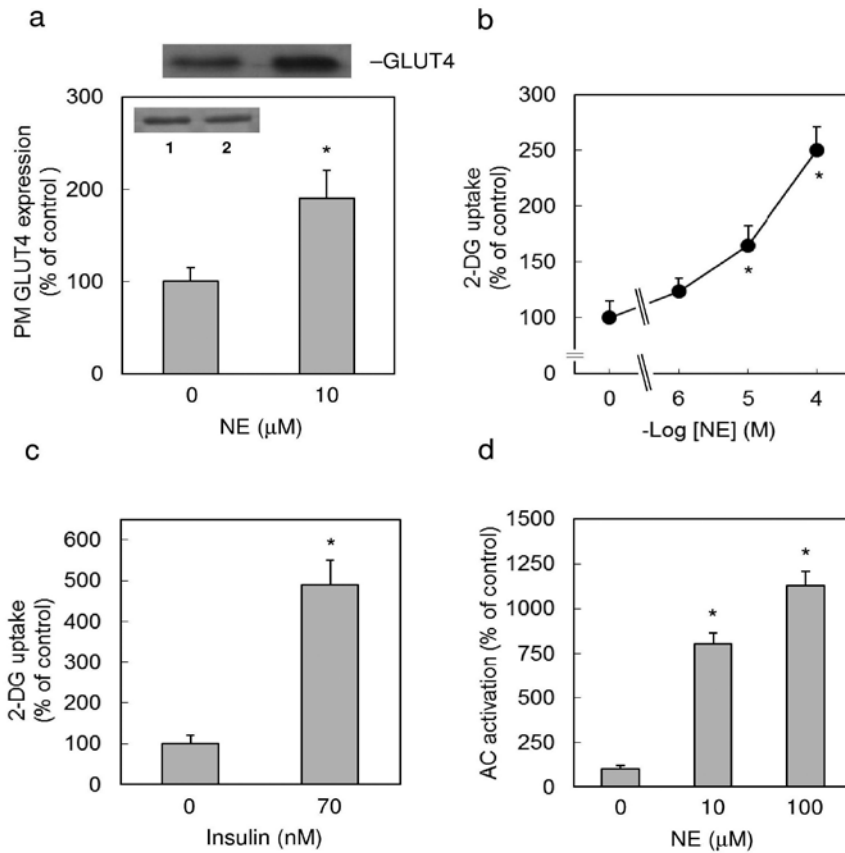 a
–GLUT4
300
200
100
0
PM GLUT4 expression
(% of control)
1 2
*
0 10
NE (μM)
b
300
250
200
150
100
0
2-DG uptake
(% of control)
*
*
0 6 5 4
-Log [NE] (M)
c
600
500
400
300
200
100
0
2-DG uptake
(% of control)
*
0 70
Insulin (nM)
d
1500
1250
1000
750
500
250
0
AC activation (% of control)
*
*
0 10 100
NE (μM)